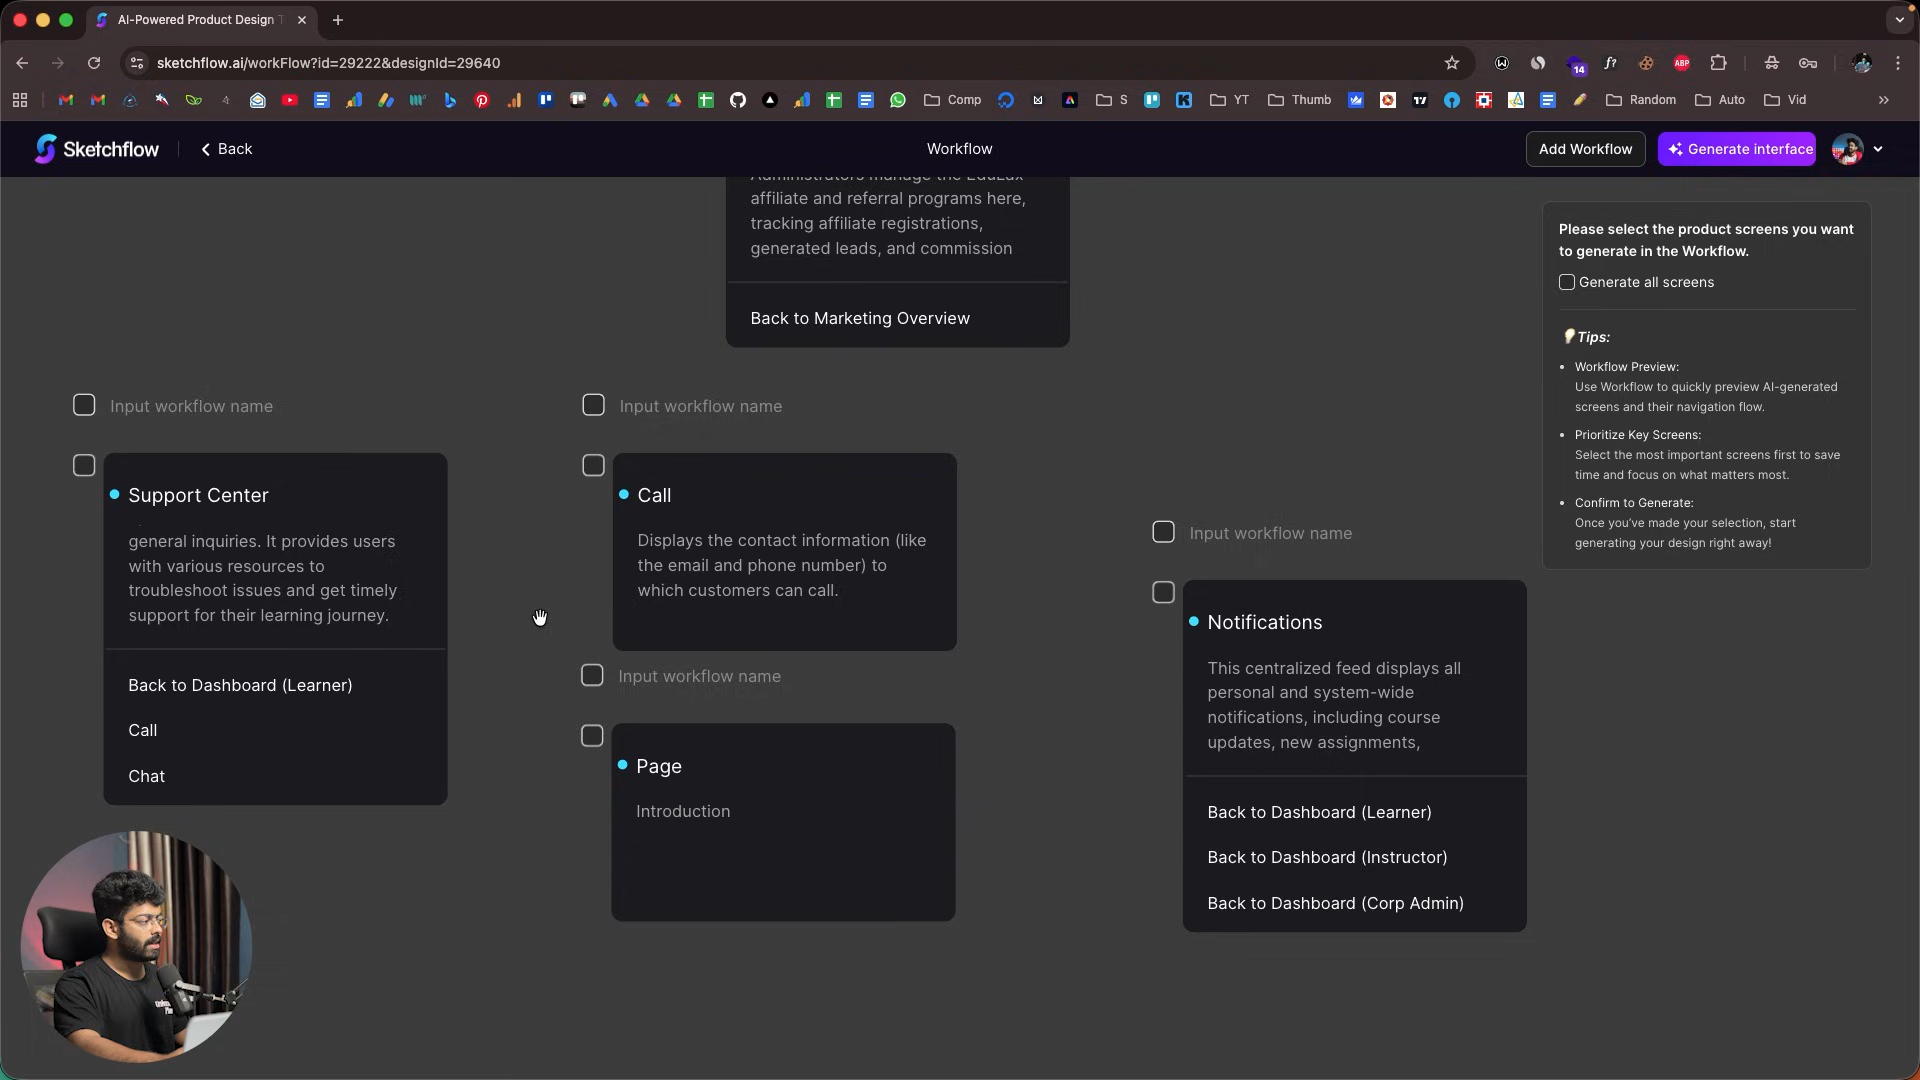 AI-Powered Product Design T
sketchflow.ai/workFlow?id=29222&designId=29640
14
f?
ABP
Comp
S
YT
Thumb
Random
Auto
Vid
Sketchflow
Back
Workflow
Add Workflow
Generate interface
Administrators manage the EduLux
affiliate and referral programs here,
tracking affiliate registrations,
generated leads, and commission
Back to Marketing Overview
Please select the product screens you want
to generate in the Workflow.
Generate all screens
Tips:
Workflow Preview:
Use Workflow to quickly preview AI-generated
screens and their navigation flow.
Prioritize Key Screens:
Select the most important screens first to save
time and focus on what matters most.
Confirm to Generate:
Once you've made your selection, start
generating your design right away!
Input workflow name
Support Center
general inquiries. It provides users
with various resources to
troubleshoot issues and get timely
support for their learning journey.
Back to Dashboard (Learner)
Call
Chat
Input workflow name
Call
Displays the contact information (like
the email and phone number) to
which customers can call.
Input workflow name
Page
Introduction
Input workflow name
Notifications
This centralized feed displays all
personal and system-wide
notifications, including course
updates, new assignments,
Back to Dashboard (Learner)
Back to Dashboard (Instructor)
Back to Dashboard (Corp Admin)